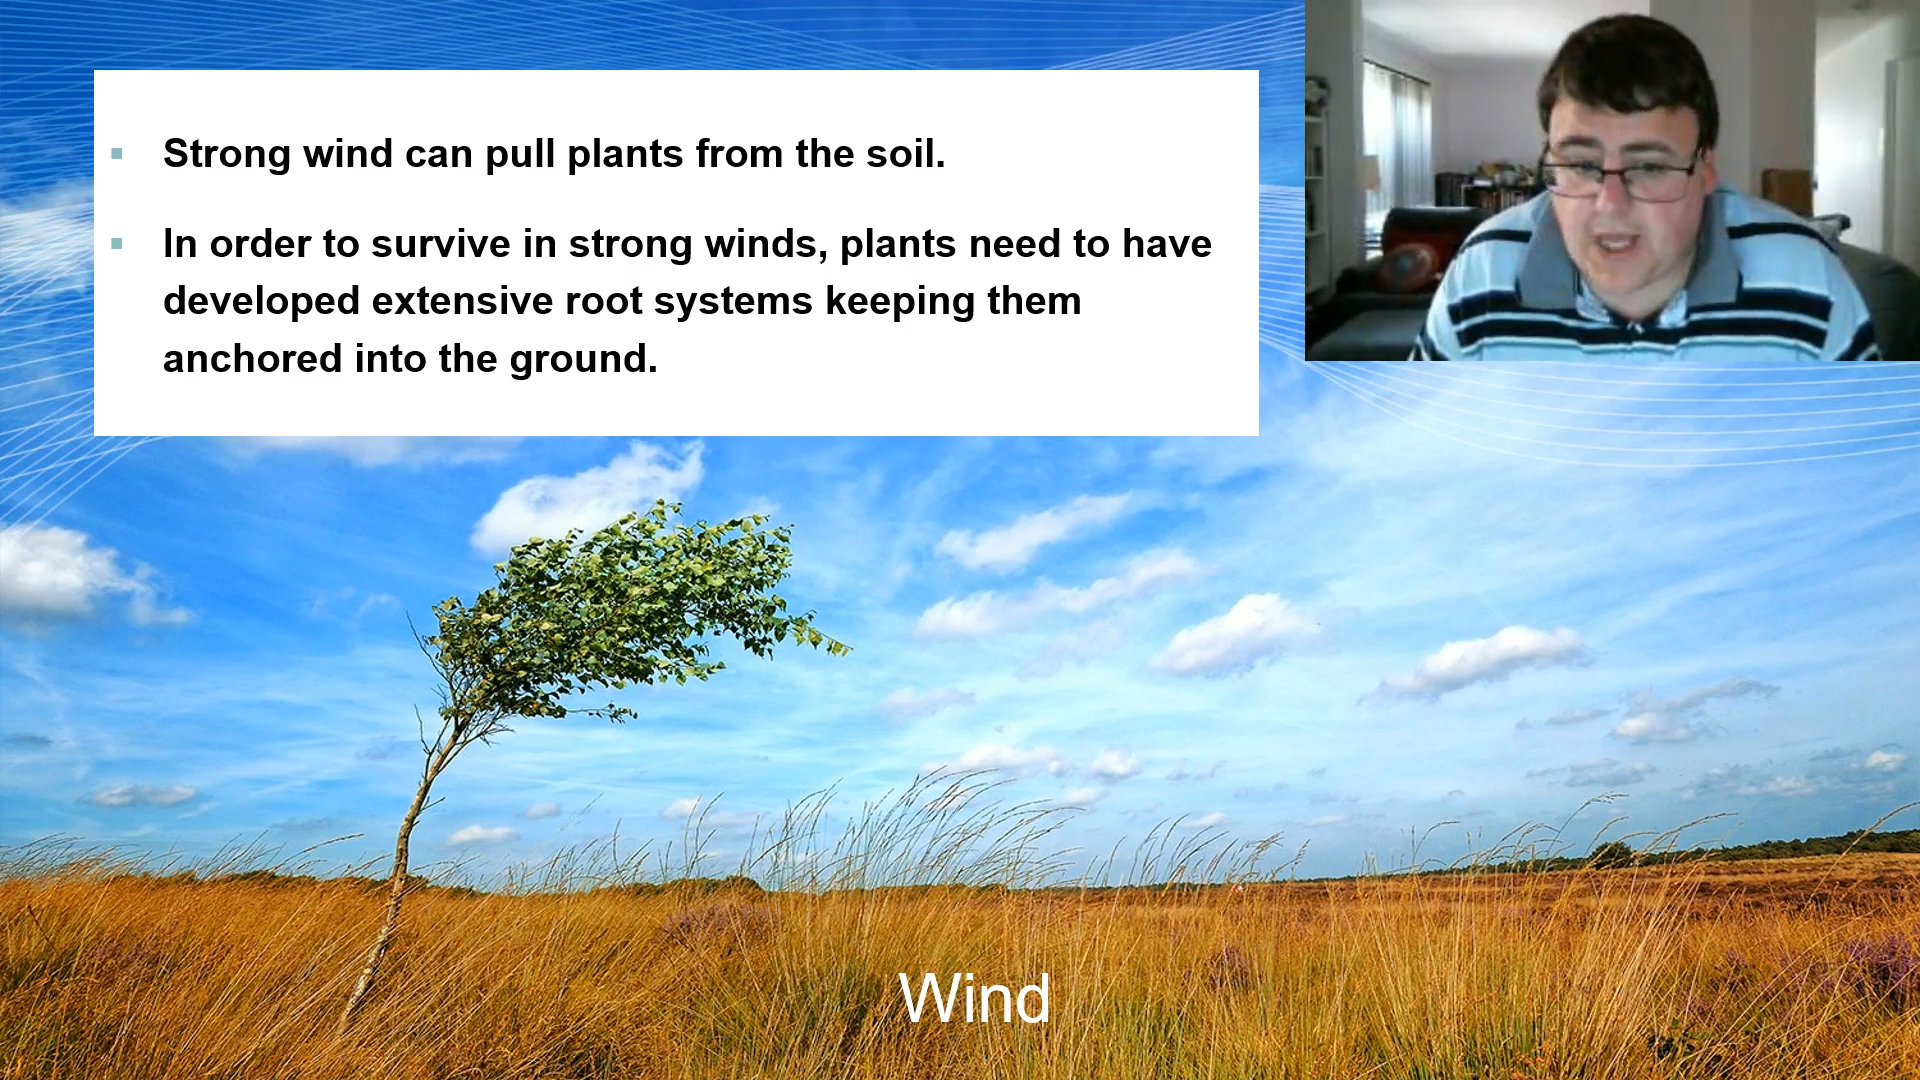 Strong wind can pull plants from the soil.
In order to survive in strong winds, plants need to have
developed extensive root systems keeping them
anchored into the ground.
Wind